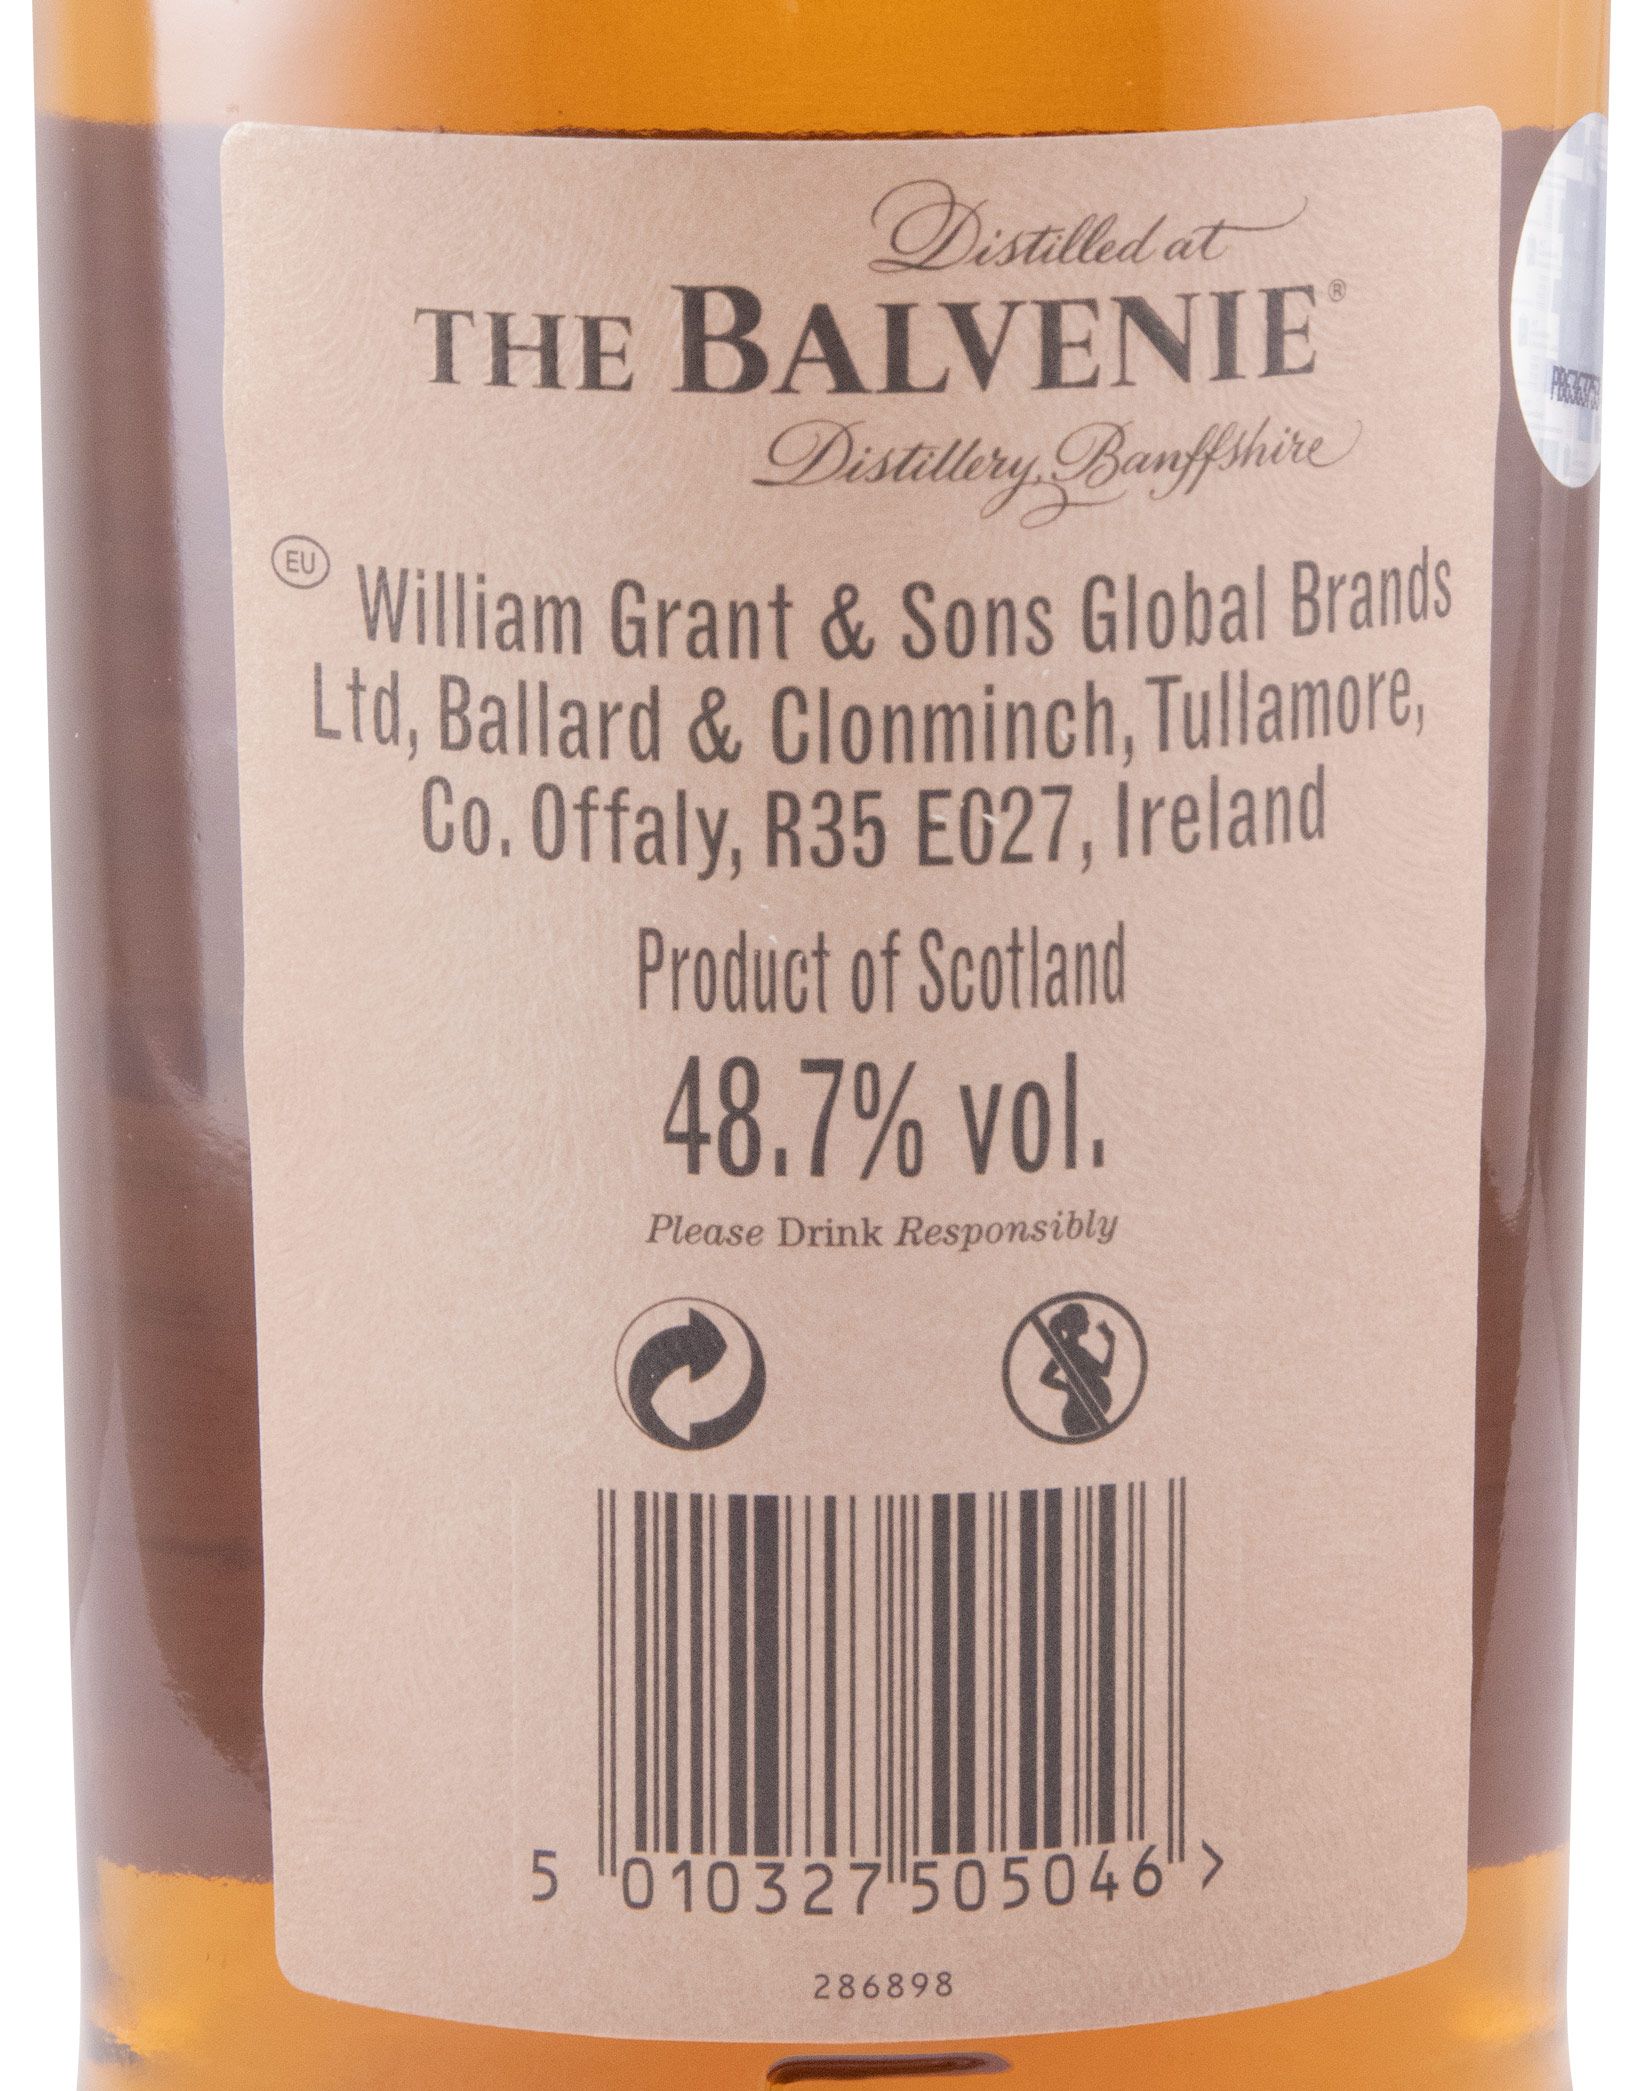 Distilled at
THE BALVENIE®
Distillery, Banffshire
EU
William Grant & Sons Global Brands
Ltd, Ballard & Clonminch, Tullamore,
Co. Offaly, R35 E027, Ireland
Product of Scotland
48.7% vol.
Please Drink Responsibly
5 010327 505046 >
286898